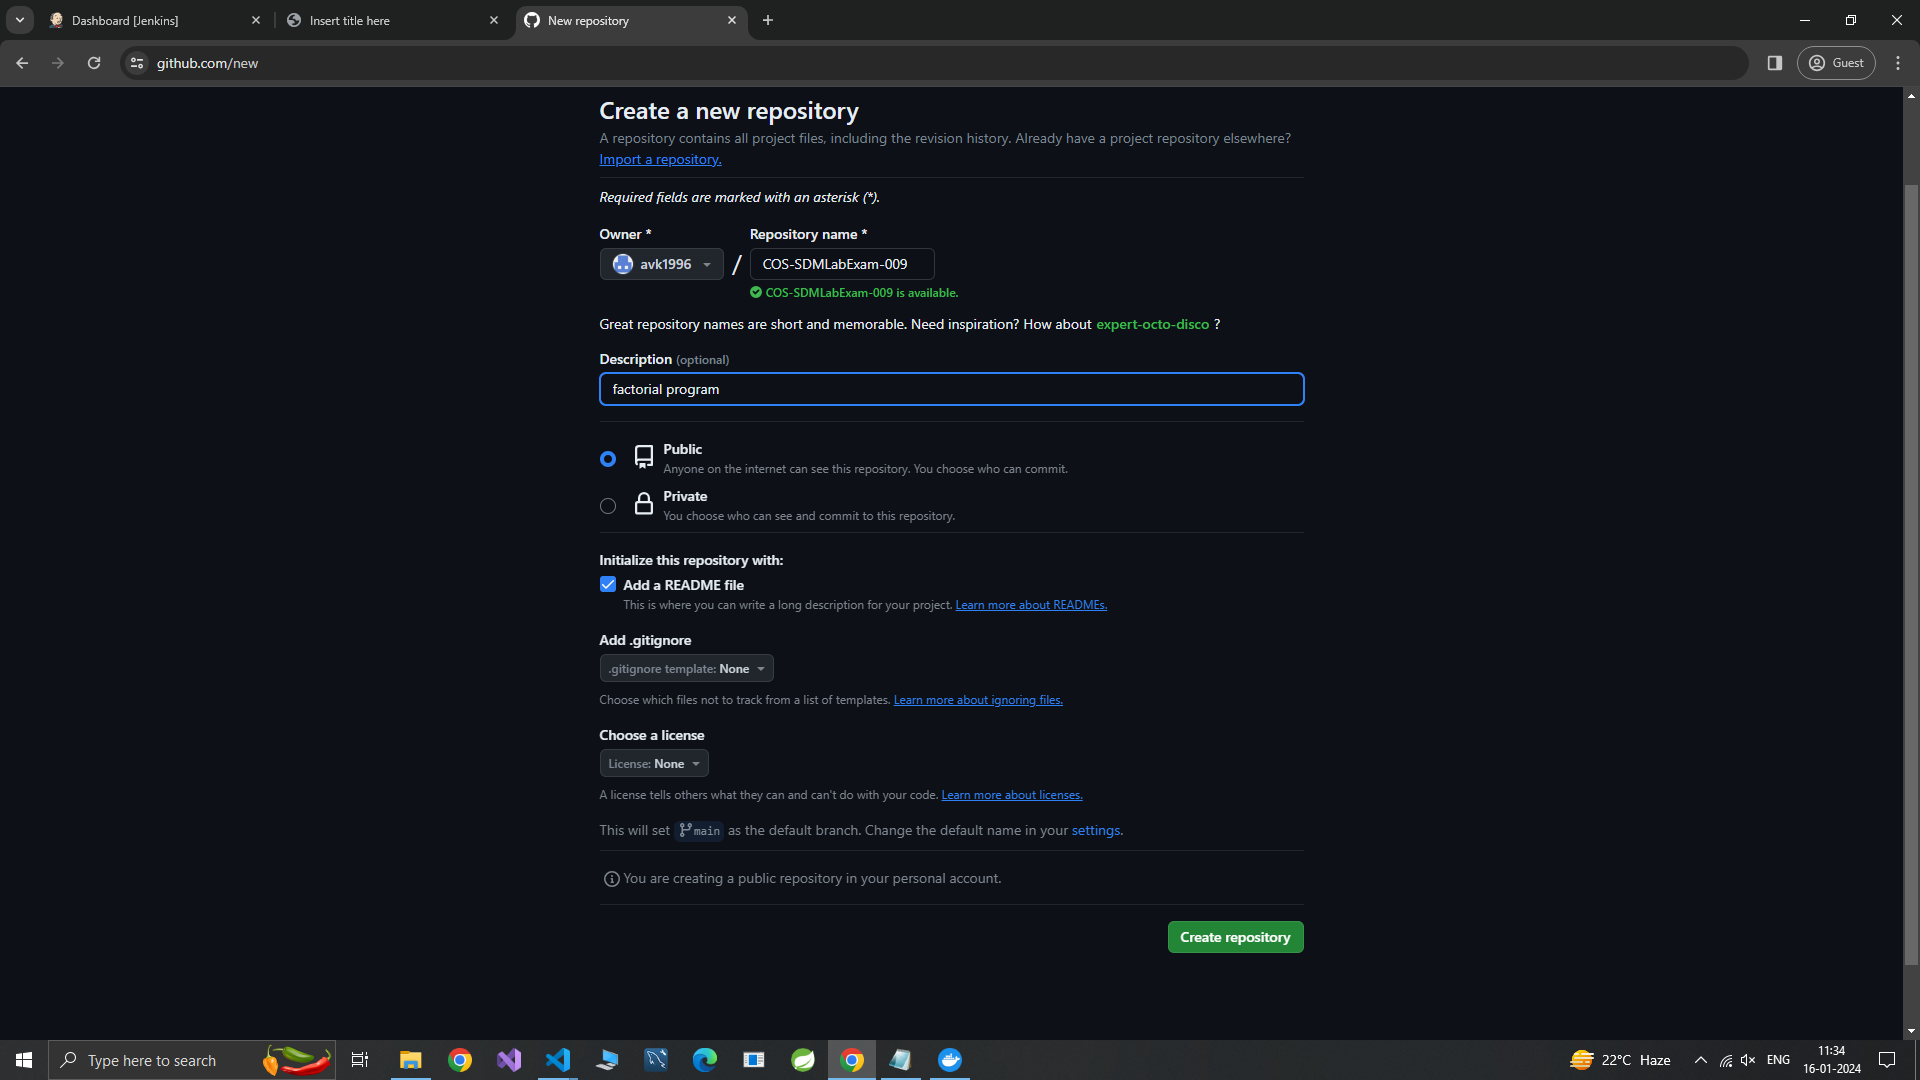 Dashboard [Jenkins]
Insert title here
New repository
github.com/new
Guest
Create a new repository
A repository contains all project files, including the revision history. Already have a project repository elsewhere?
Import a repository.
Required fields are marked with an asterisk (*).
Owner *
Repository name *
avk1996
/
COS-SDMLabExam-009
COS-SDMLabExam-009 is available.
Great repository names are short and memorable. Need inspiration? How about expert-octo-disco ?
Description (optional)
factorial program
Public
Anyone on the internet can see this repository. You choose who can commit.
Private
You choose who can see and commit to this repository.
Initialize this repository with:
Add a README file
This is where you can write a long description for your project. Learn more about READMEs.
Add .gitignore
.gitignore template: None
Choose which files not to track from a list of templates. Learn more about ignoring files.
Choose a license
License: None
A license tells others what they can and can't do with your code. Learn more about licenses.
This will set main as the default branch. Change the default name in your settings.
You are creating a public repository in your personal account.
Create repository
Type here to search
22°C Haze
ENG
11:34
16-01-2024